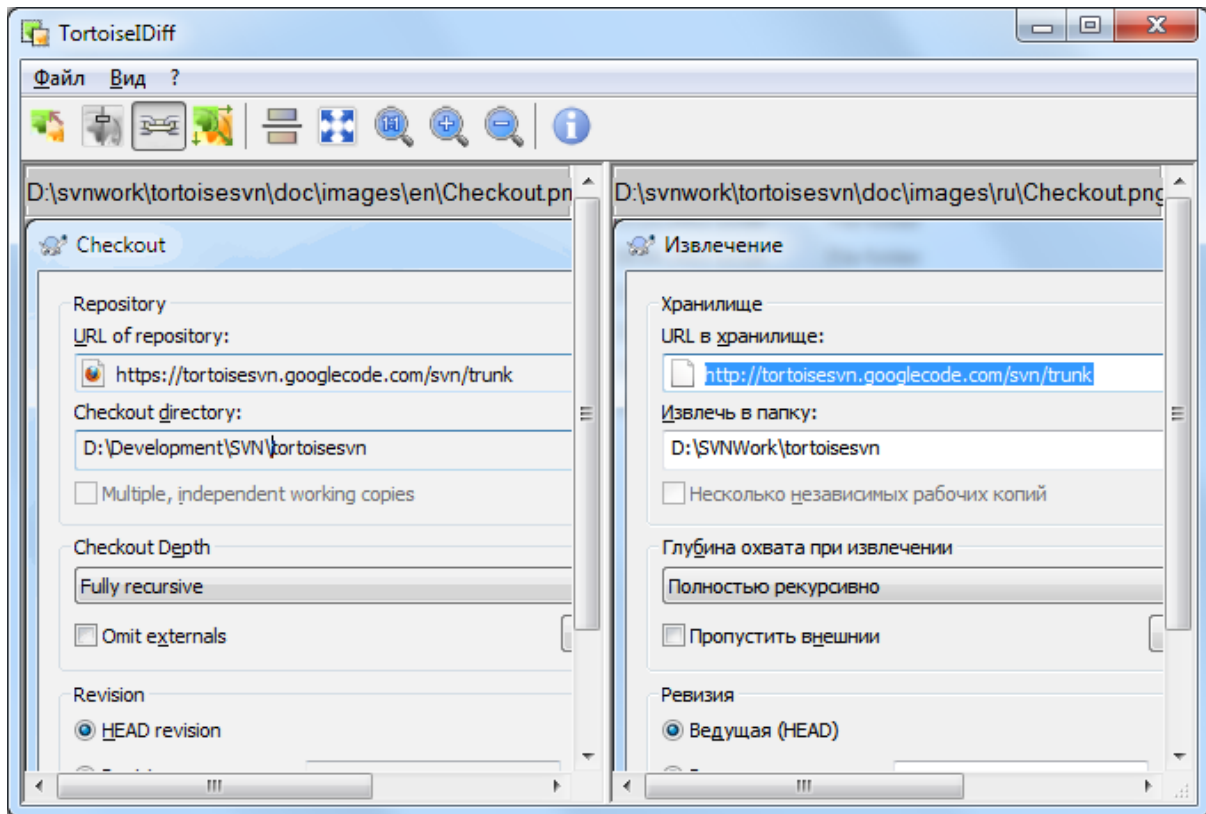 TortoiseIDiff
Файл Вид ?
D:\svnwork\tortoisesvn\doc\images\en\Checkout.pn
Checkout
Repository
URL of repository:
https://tortoisesvn.googlecode.com/svn/trunk
Checkout directory:
D:\Development\SVN\tortoisesvn
Multiple, independent working copies
Checkout Depth
Fully recursive
Omit externals
Revision
HEAD revision
D:\svnwork\tortoisesvn\doc\images\ru\Checkout.png
Извлечение
Хранилище
URL в хранилище:
http://tortoisesvn.googlecode.com/svn/trunk
Извлечь в папку:
D:\SVNWork\tortoisesvn
Несколько независимых рабочих копий
Глубина охвата при извлечении
Полностью рекурсивно
Пропустить внешнии
Ревизия
Ведущая (HEAD)